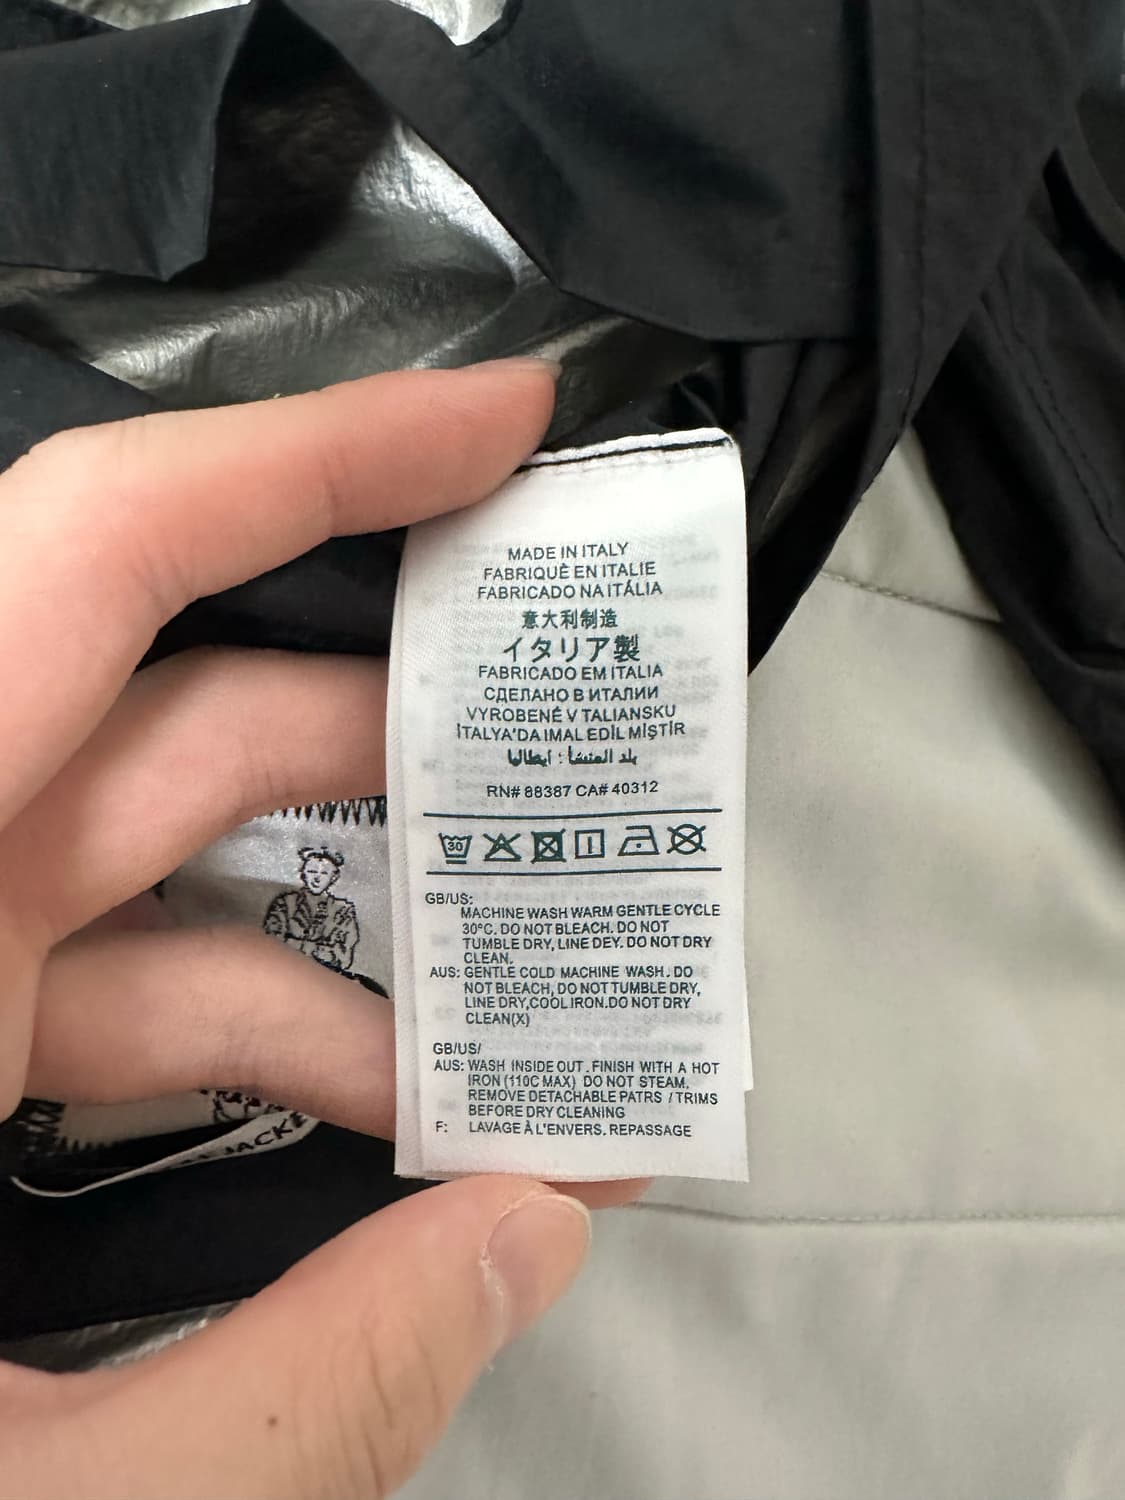 MADE IN ITALY
FABRIQUÈ EN ITALIE
FABRICADO NA ITÁLIA
意大利制造
イタリア製
FABRICADO EM ITALIA
СДЕЛАНО В ИТАЛИИ
VYROBENÉ V TALIANSKU
İTALYA'DA IMAL EDİL MİŞTİR
بلد المنشأ : ايطاليا
RN# 88387 CA# 40312
30
GB/US:
MACHINE WASH WARM GENTLE CYCLE
30°C. DO NOT BLEACH. DO NOT
TUMBLE DRY, LINE DEY. DO NOT DRY
CLEAN.
AUS: GENTLE COLD MACHINE WASH. DO
NOT BLEACH, DO NOT TUMBLE DRY,
LINE DRY,COOL IRON.DO NOT DRY
CLEAN(X)
GB/US/
AUS: WASH INSIDE OUT. FINISH WITH A HOT
IRON (110C MAX) DO NOT STEAM,
REMOVE DETACHABLE PATRS / TRIMS
BEFORE DRY CLEANING
F: LAVAGE À L'ENVERS. REPASSAGE